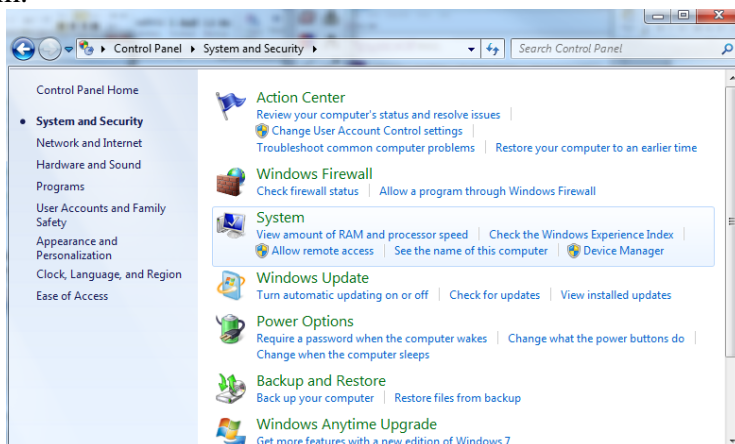 Control Panel ▸ System and Security ▸
Search Control Panel
Control Panel Home
System and Security
Network and Internet
Hardware and Sound
Programs
User Accounts and Family
Safety
Appearance and
Personalization
Clock, Language, and Region
Ease of Access
Action Center
Review your computer's status and resolve issues
Change User Account Control settings
Troubleshoot common computer problems
Restore your computer to an earlier time
Windows Firewall
Check firewall status
Allow a program through Windows Firewall
System
View amount of RAM and processor speed
Check the Windows Experience Index
Allow remote access
See the name of this computer
Device Manager
Windows Update
Turn automatic updating on or off
Check for updates
View installed updates
Power Options
Require a password when the computer wakes
Change what the power buttons do
Change when the computer sleeps
Backup and Restore
Back up your computer
Restore files from backup
Windows Anytime Upgrade
Get more features with a new edition of Windows 7